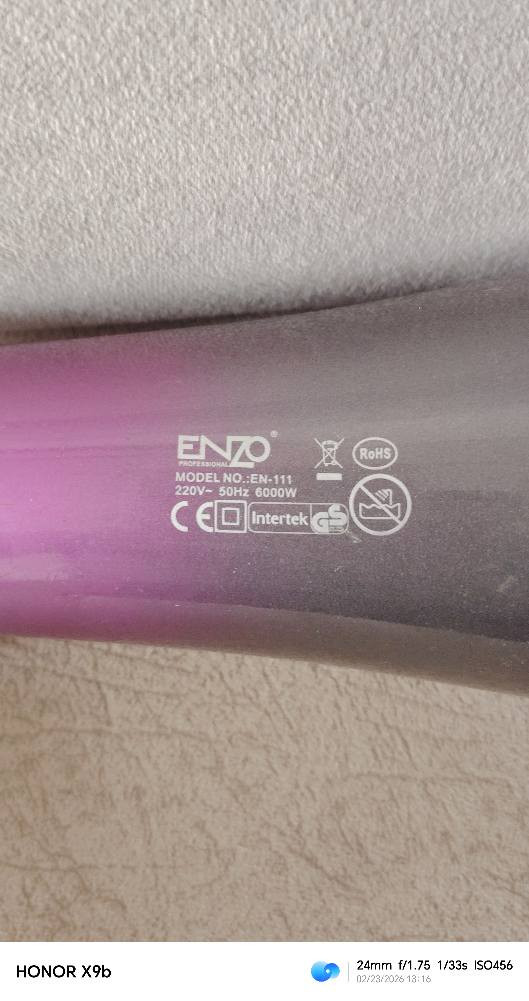 ENZO®
PROFESSIONAL
RoHS
MODEL NO.:EN-111
220V~ 50Hz 6000W
CE Intertek GS
HONOR X9b
24mm f/1.75 1/33s ISO456
02/23/2026 13:16